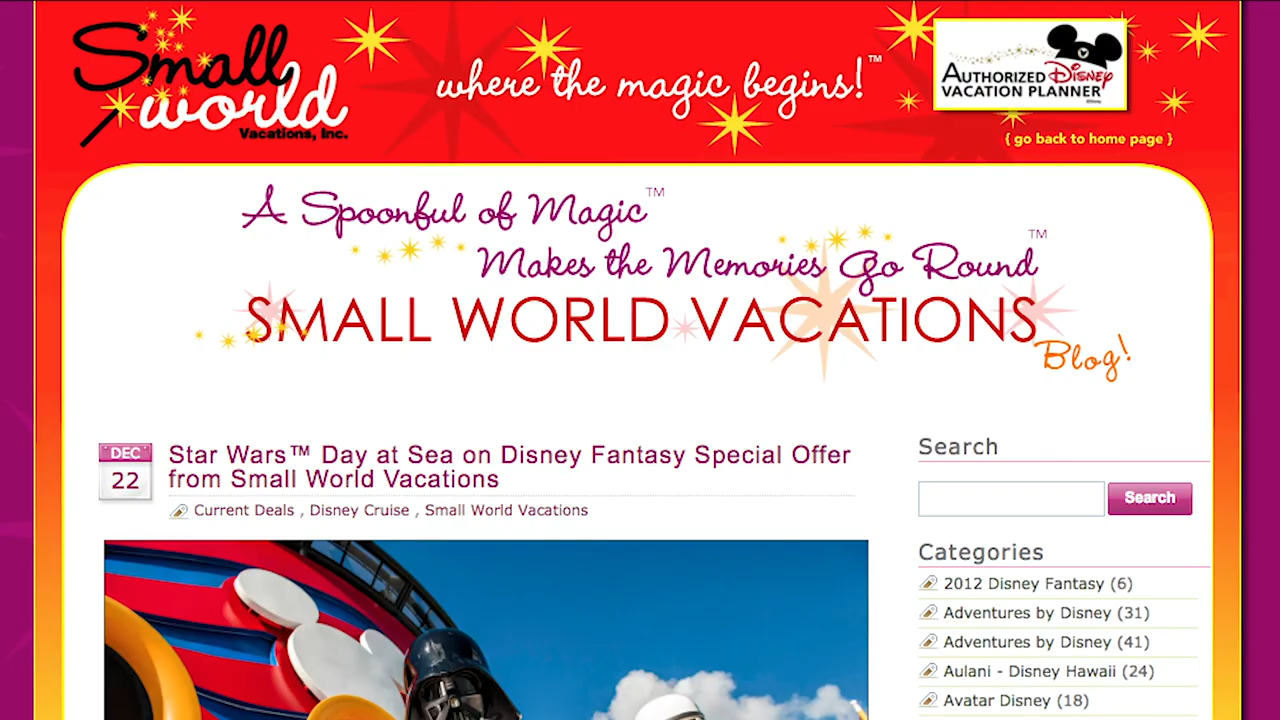 Small
world
Vacations, Inc.
where the magic begins!™
AUTHORIZED Disney
VACATION PLANNER
{ go back to home page }
A Spoonful of Magic™
Makes the Memories Go Round™
SMALL WORLD VACATIONS
Blog!
DEC
22
Star Wars™ Day at Sea on Disney Fantasy Special Offer
from Small World Vacations
Current Deals , Disney Cruise , Small World Vacations
Search
Search
Categories
2012 Disney Fantasy (6)
Adventures by Disney (31)
Adventures by Disney (41)
Aulani - Disney Hawaii (24)
Avatar Disney (18)